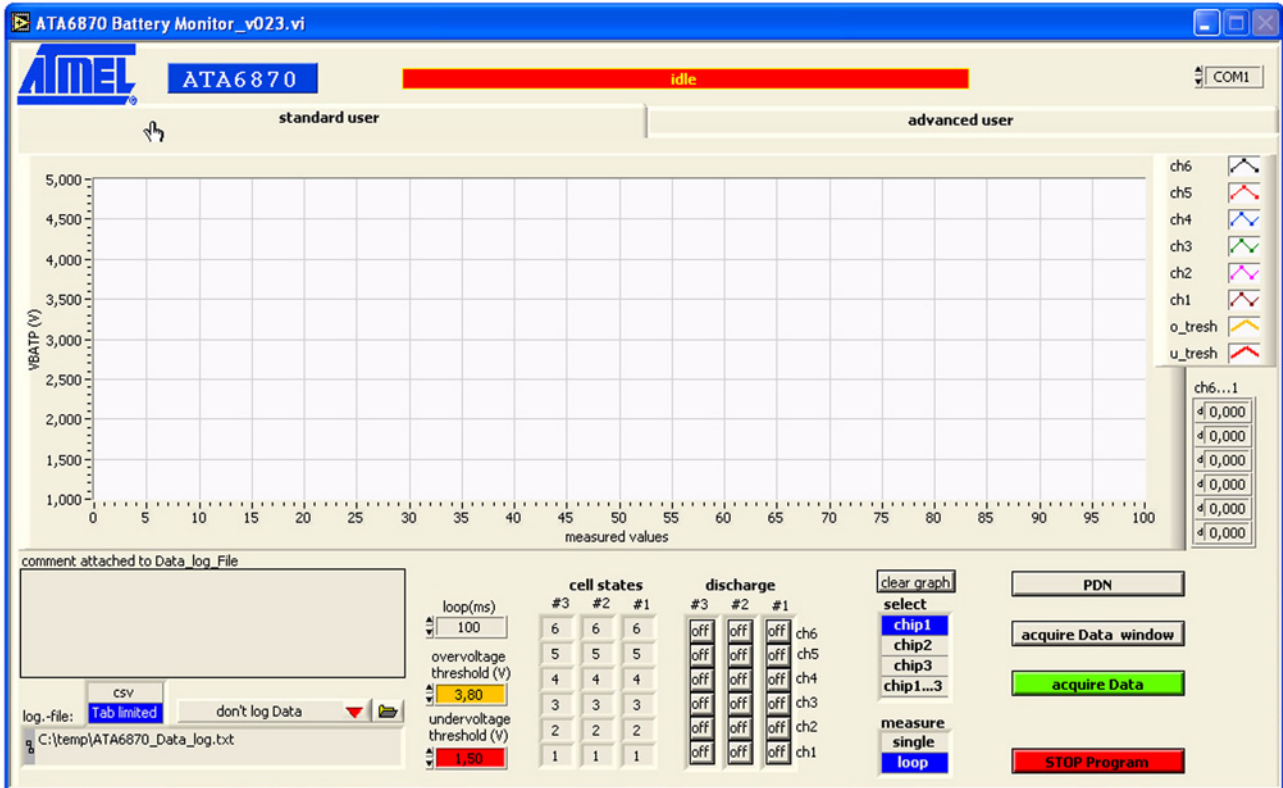 ATA6870 Battery Monitor_v023.vi
ATMEL
®
ATA6870
idle
COM1
standard user
advanced user
5,000
4,500
4,000
3,500
3,000
2,500
2,000
1,500
1,000
VBATP (V)
0 5 10 15 20 25 30 35 40 45 50 55 60 65 70 75 80 85 90 95 100
measured values
ch6
ch5
ch4
ch3
ch2
ch1
o_tresh
u_tresh
ch6...1
0,000
0,000
0,000
0,000
0,000
0,000
comment attached to Data_log_File
csv
log.-file: Tab limited
don't log Data
C:\temp\ATA6870_Data_log.txt
loop(ms)
100
overvoltage
threshold (V)
3,80
undervoltage
threshold (V)
1,50
cell states
#3 #2 #1
6 6 6
5 5 5
4 4 4
3 3 3
2 2 2
1 1 1
discharge
#3 #2 #1
off off off ch6
off off off ch5
off off off ch4
off off off ch3
off off off ch2
off off off ch1
clear graph
select
chip1
chip2
chip3
chip1...3
measure
single
loop
PDN
acquire Data window
acquire Data
STOP Program